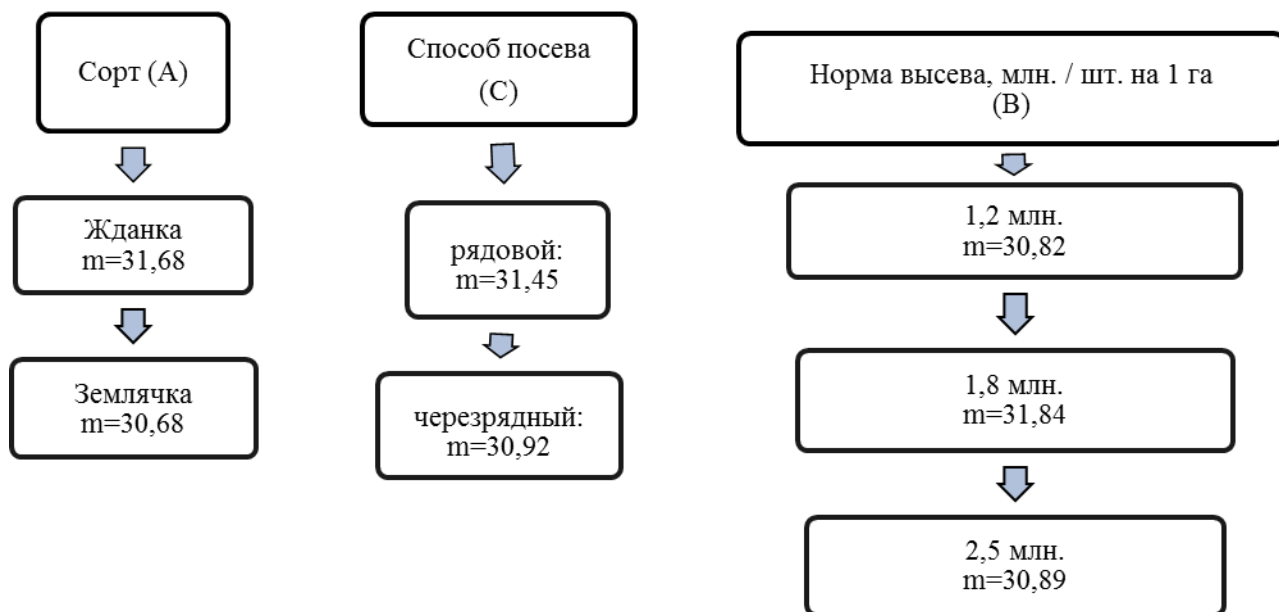 Сорт (А)
Жданка
m=31,68
Землячка
m=30,68
Способ посева
(С)
рядовой:
m=31,45
черезрядный:
m=30,92
Норма высева, млн. / шт. на 1 га
(В)
1,2 млн.
m=30,82
1,8 млн.
m=31,84
2,5 млн.
m=30,89